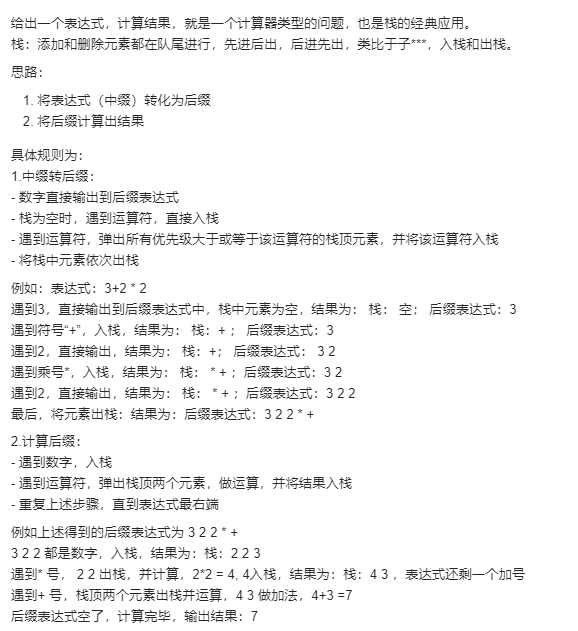 给出一个表达式，计算结果，就是一个计算器类型的问题，也是栈的经典应用。
栈：添加和删除元素都在队尾进行，先进后出，后进先出，类比于子***，入栈和出栈。
思路：
1. 将表达式（中缀）转化为后缀
2. 将后缀计算出结果
具体规则为：
1.中缀转后缀：
- 数字直接输出到后缀表达式
- 栈为空时，遇到运算符，直接入栈
- 遇到运算符，弹出所有优先级大于或等于该运算符的栈顶元素，并将该运算符入栈
- 将栈中元素依次出栈
例如：表达式：3+2 * 2
遇到3，直接输出到后缀表达式中，栈中元素为空，结果为： 栈： 空； 后缀表达式：3
遇到符号“+”，入栈，结果为： 栈：+ ； 后缀表达式：3
遇到2，直接输出，结果为： 栈：+； 后缀表达式： 3 2
遇到乘号*，入栈，结果为： 栈： * + ；后缀表达式：3 2
遇到2，直接输出，结果为： 栈： * + ；后缀表达式：3 2 2
最后，将元素出栈：结果为：后缀表达式：3 2 2 * +
2.计算后缀：
- 遇到数字，入栈
- 遇到运算符，弹出栈顶两个元素，做运算，并将结果入栈
- 重复上述步骤，直到表达式最右端
例如上述得到的后缀表达式为 3 2 2 * +
3 2 2 都是数字，入栈，结果为：栈：2 2 3
遇到* 号， 2 2 出栈，并计算，2*2 = 4, 4入栈，结果为：栈：4 3 ，表达式还剩一个加号
遇到+ 号，栈顶两个元素出栈并运算，4 3 做加法，4+3 =7
后缀表达式空了，计算完毕，输出结果：7